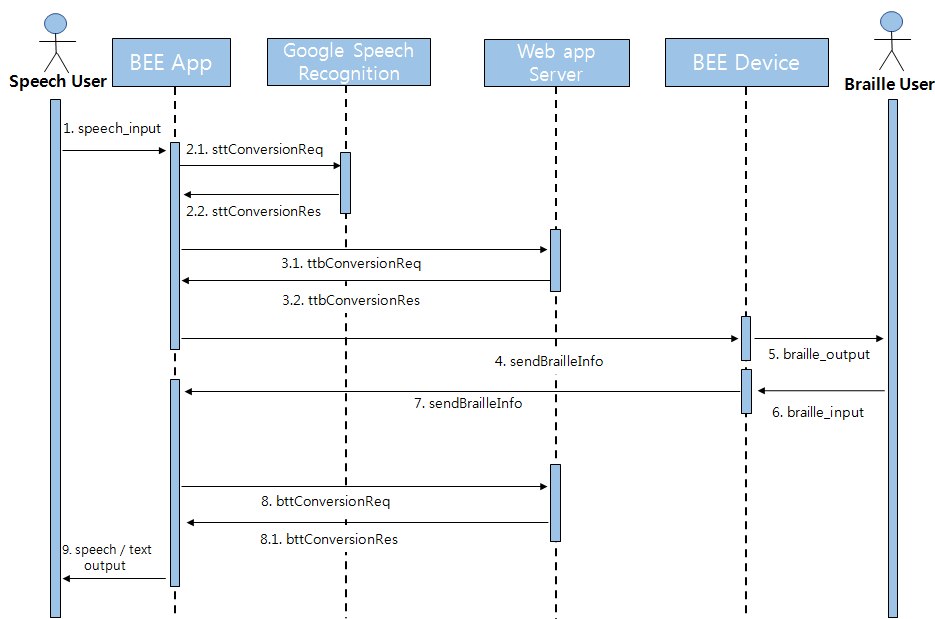 Speech User
BEE App
Google Speech
Recognition
Web app
Server
BEE Device
Braille User
1. speech_input
2.1. sttConversionReq
2.2. sttConversionRes
3.1. ttbConversionReq
3.2. ttbConversionRes
4. sendBrailleInfo
5. braille_output
6. braille_input
7. sendBrailleInfo
8. bttConversionReq
8.1. bttConversionRes
9. speech / text
output